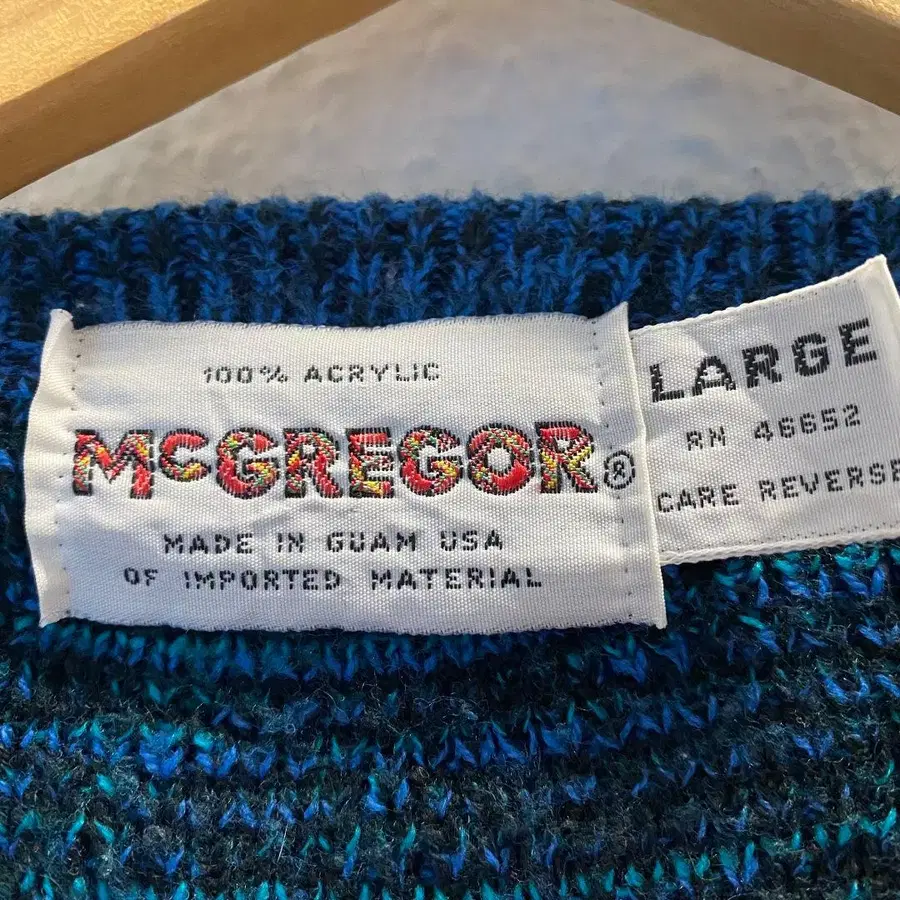 100% ACRYLIC
McGREGOR®
MADE IN GUAM USA
OF IMPORTED MATERIAL
LARGE
RN 46652
CARE REVERSE